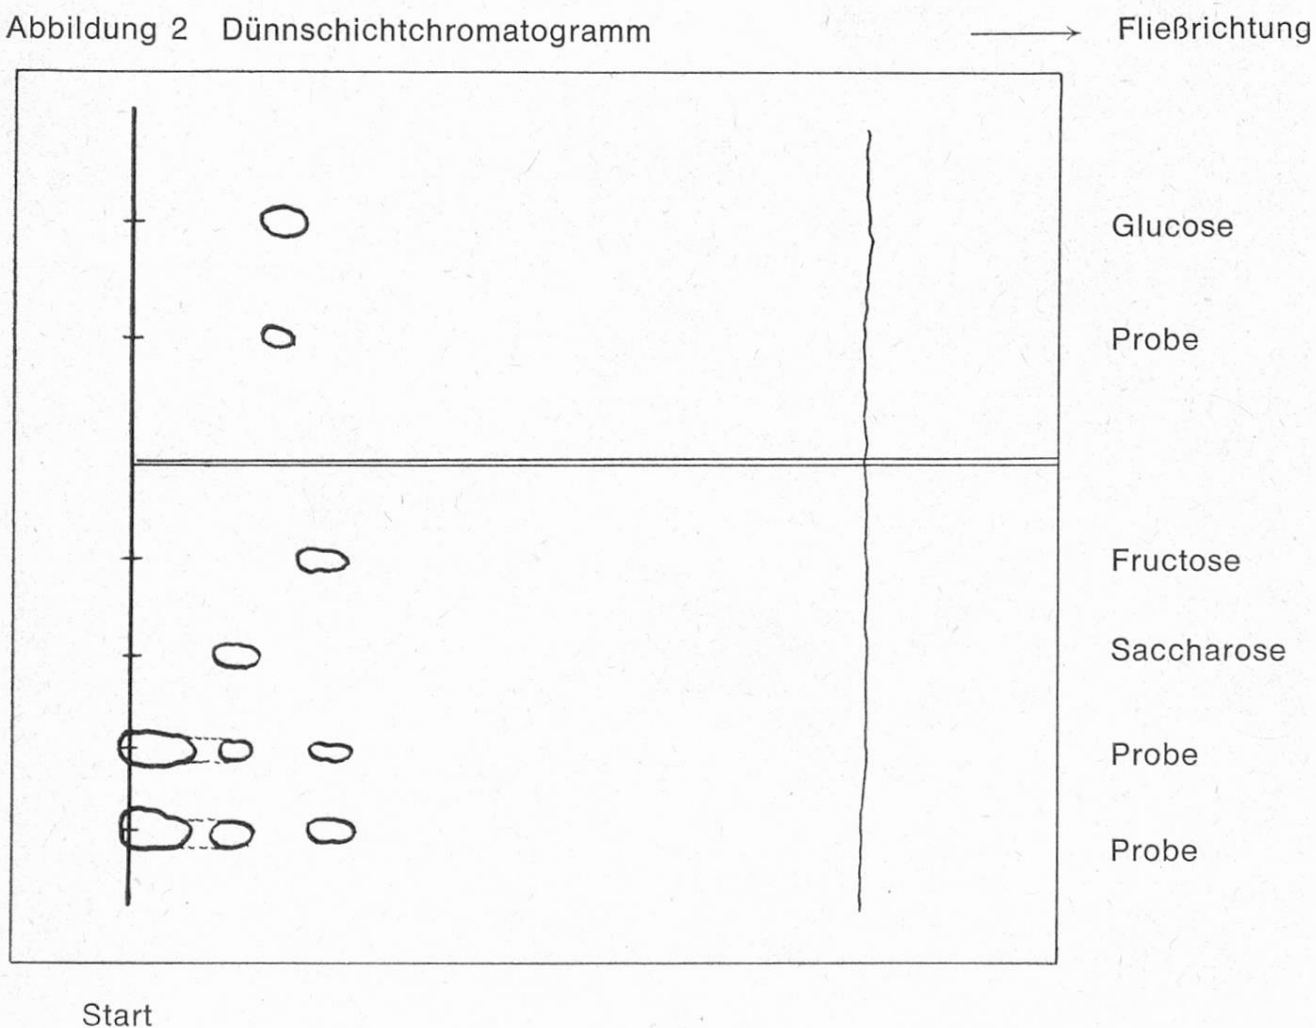 Abbildung 2 Dünnschichtchromatogramm
Fließrichtung
Glucose
Probe
Fructose
Saccharose
Probe
Probe
Start